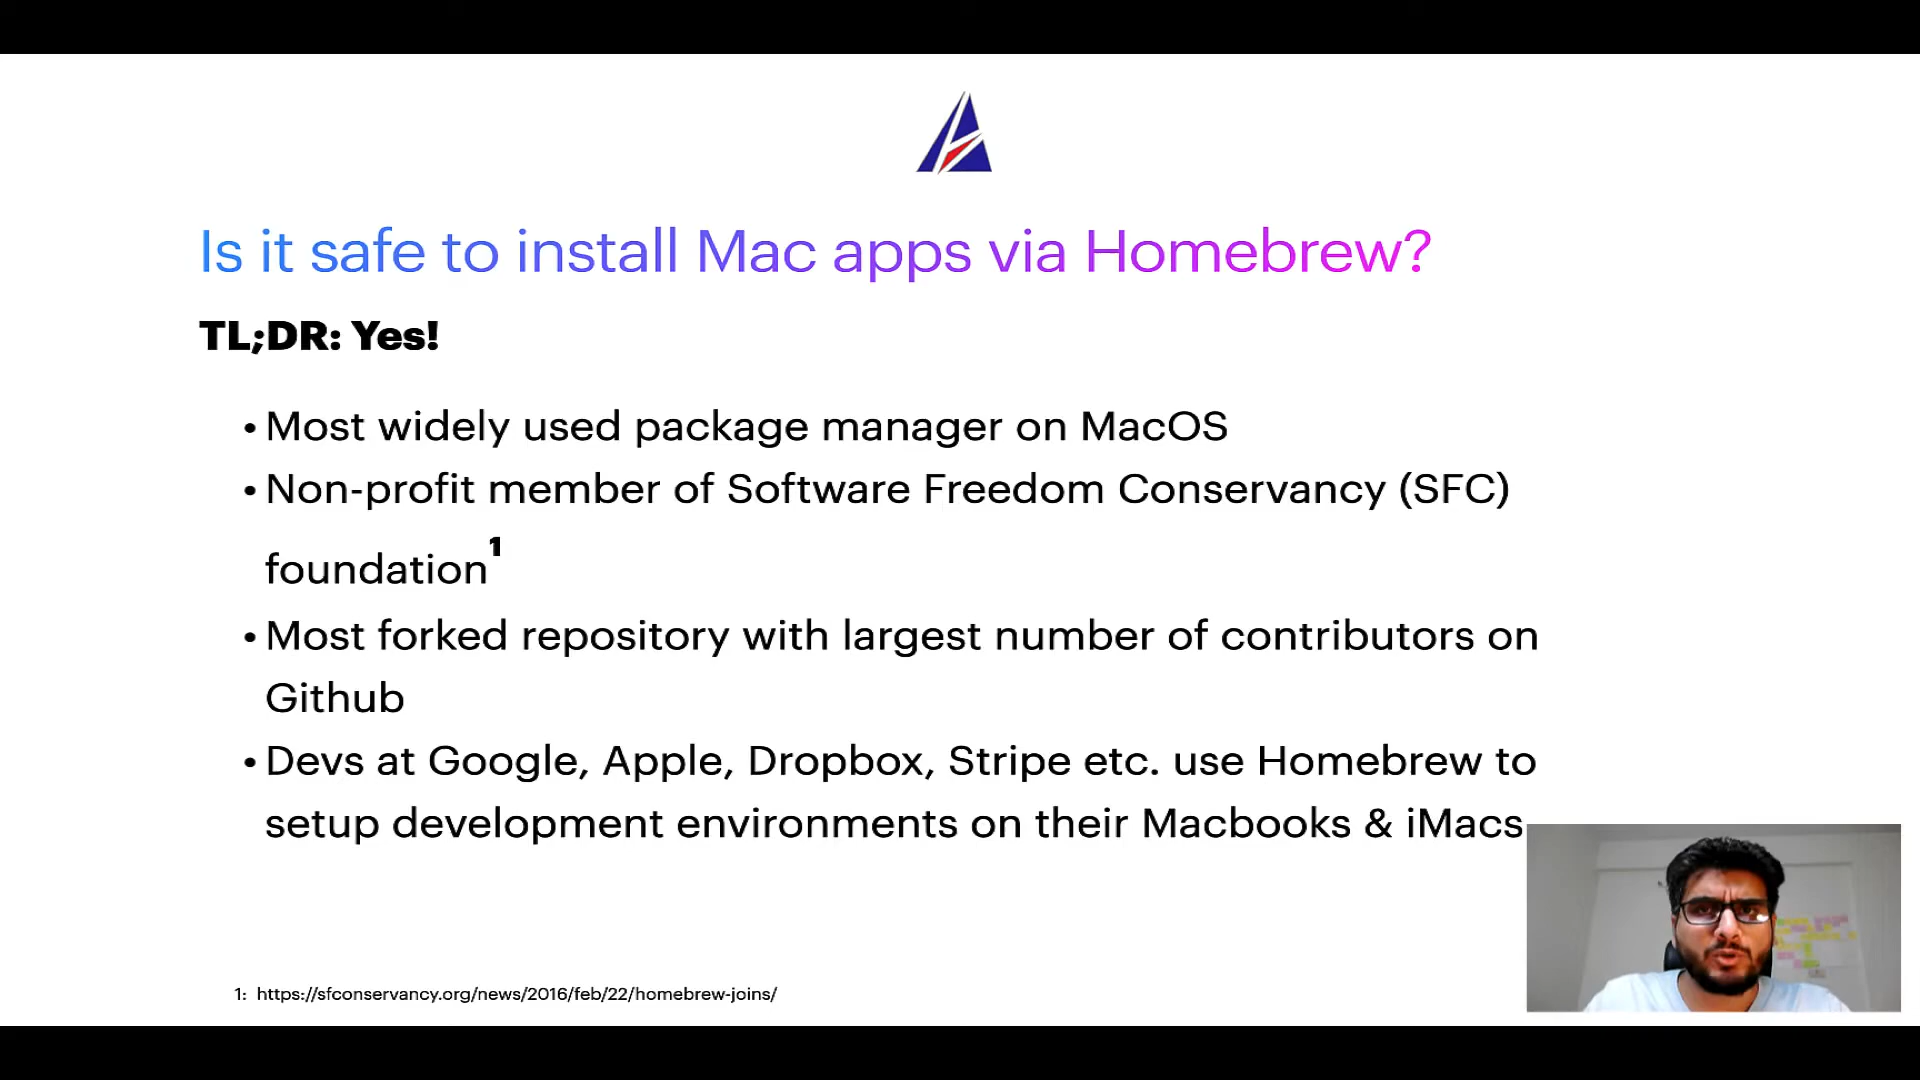 Is it safe to install Mac apps via Homebrew?
TL;DR: Yes!
• Most widely used package manager on MacOS
• Non-profit member of Software Freedom Conservancy (SFC)
foundation¹
• Most forked repository with largest number of contributors on
Github
• Devs at Google, Apple, Dropbox, Stripe etc. use Homebrew to
setup development environments on their Macbooks & iMacs
1: https://sfconservancy.org/news/2016/feb/22/homebrew-joins/